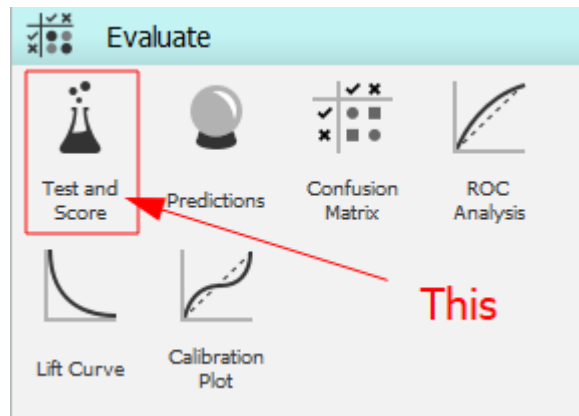 Evaluate
Test and
Score
Predictions
Confusion
Matrix
ROC
Analysis
This
Lift Curve
Calibration
Plot